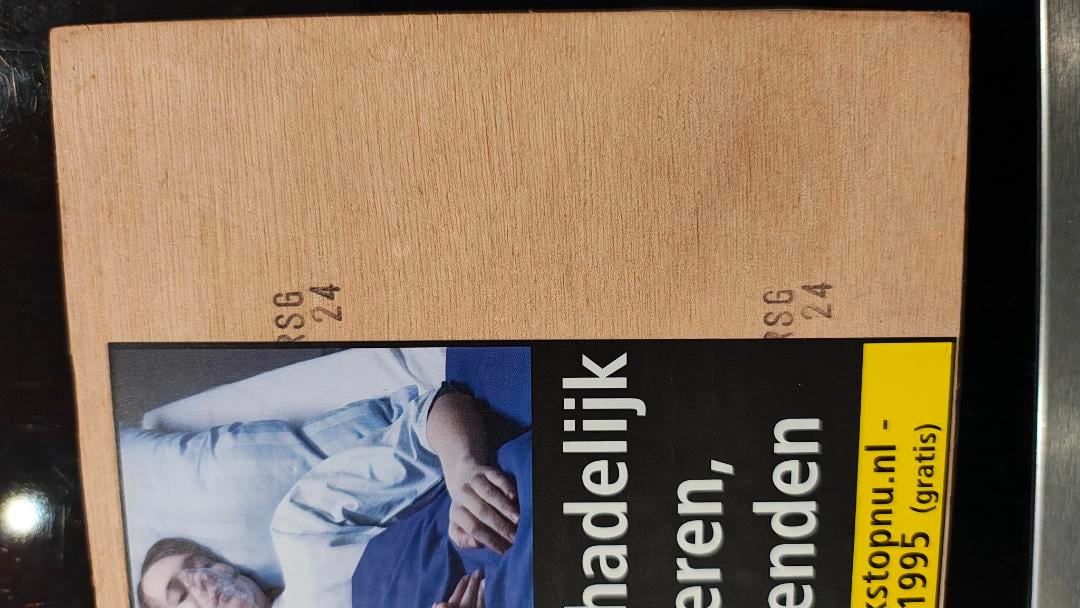 RSG
24
RSG
24
hadelijk
eren,
enden
kstopnu.nl -
1995 (gratis)